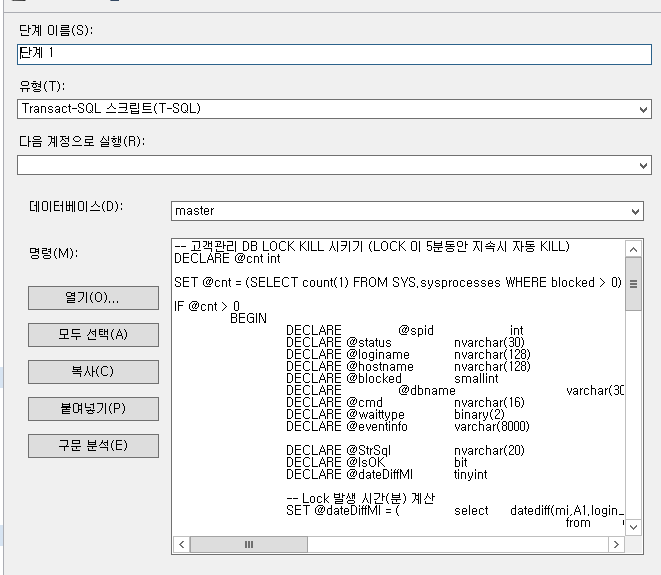 단계 이름(S):
단계 1
유형(T):
Transact-SQL 스크립트(T-SQL)
다음 계정으로 실행(R):
데이터베이스(D):
master
명령(M):
열기(O)...
모두 선택(A)
복사(C)
붙여넣기(P)
구문 분석(E)
-- 고객관리 DB LOCK KILL 시키기 (LOCK 이 5분동안 지속시 자동 KILL)
DECLARE @cnt int
SET @cnt = (SELECT count(1) FROM SYS.sysprocesses WHERE blocked > 0)
IF @cnt > 0
BEGIN
DECLARE @spid int
DECLARE @status nvarchar(30)
DECLARE @loginame nvarchar(128)
DECLARE @hostname nvarchar(128)
DECLARE @blocked smallint
DECLARE @dbname varchar(30
DECLARE @cmd nvarchar(16)
DECLARE @waittype binary(2)
DECLARE @eventinfo varchar(8000)
DECLARE @StrSql nvarchar(20)
DECLARE @IsOK bit
DECLARE @dateDiffMI tinyint
-- Lock 발생 시간(분) 계산
SET @dateDiffMI = ( select datediff(mi,A1,login_
from